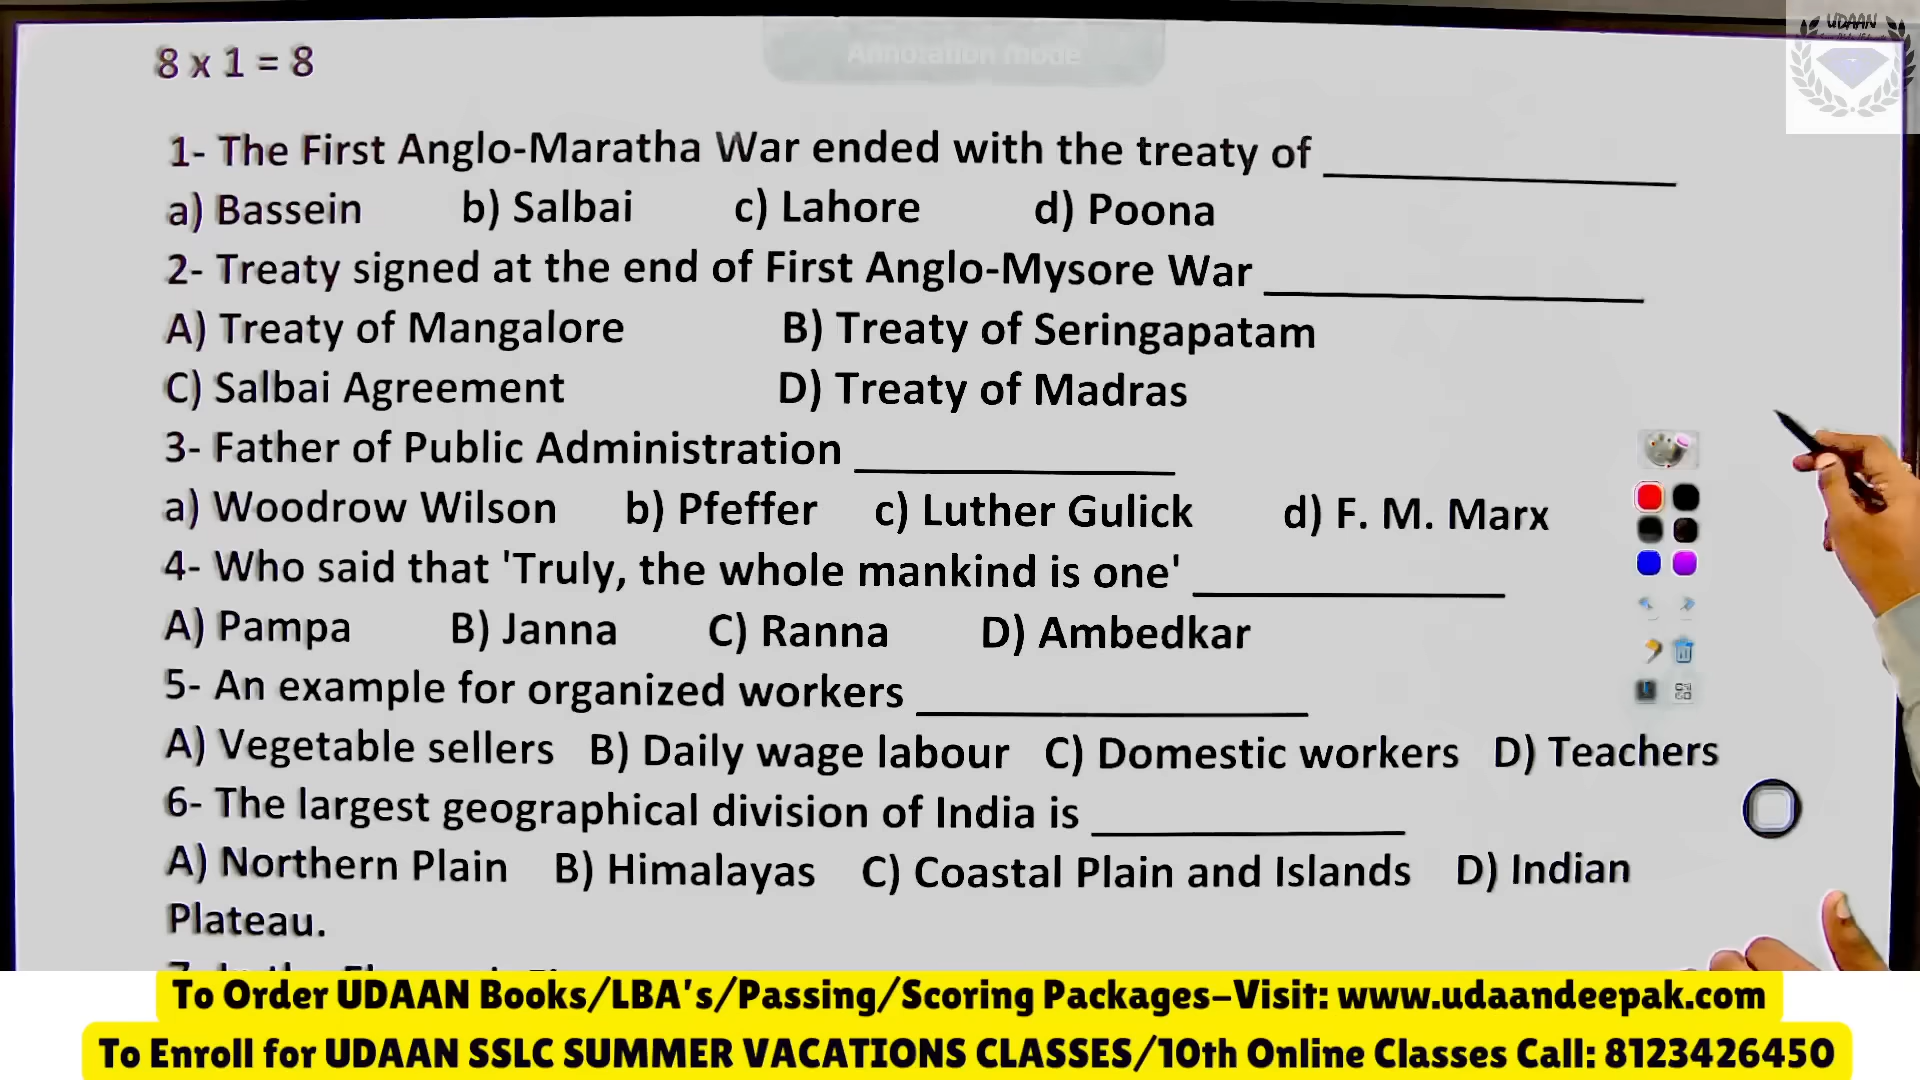 UDAAN
Annotation mode
8 x 1 = 8
1- The First Anglo-Maratha War ended with the treaty of ____________
a) Bassein b) Salbai c) Lahore d) Poona
2- Treaty signed at the end of First Anglo-Mysore War ____________
A) Treaty of Mangalore B) Treaty of Seringapatam
C) Salbai Agreement D) Treaty of Madras
3- Father of Public Administration ____________
a) Woodrow Wilson b) Pfeffer c) Luther Gulick d) F. M. Marx
4- Who said that 'Truly, the whole mankind is one' ____________
A) Pampa B) Janna C) Ranna D) Ambedkar
5- An example for organized workers ____________
A) Vegetable sellers B) Daily wage labour C) Domestic workers D) Teachers
6- The largest geographical division of India is ____________
A) Northern Plain B) Himalayas C) Coastal Plain and Islands D) Indian
Plateau.
To Order UDAAN Books/LBA's/Passing/Scoring Packages-Visit: www.udaandeepak.com
To Enroll for UDAAN SSLC SUMMER VACATIONS CLASSES/10th Online Classes Call: 8123426450